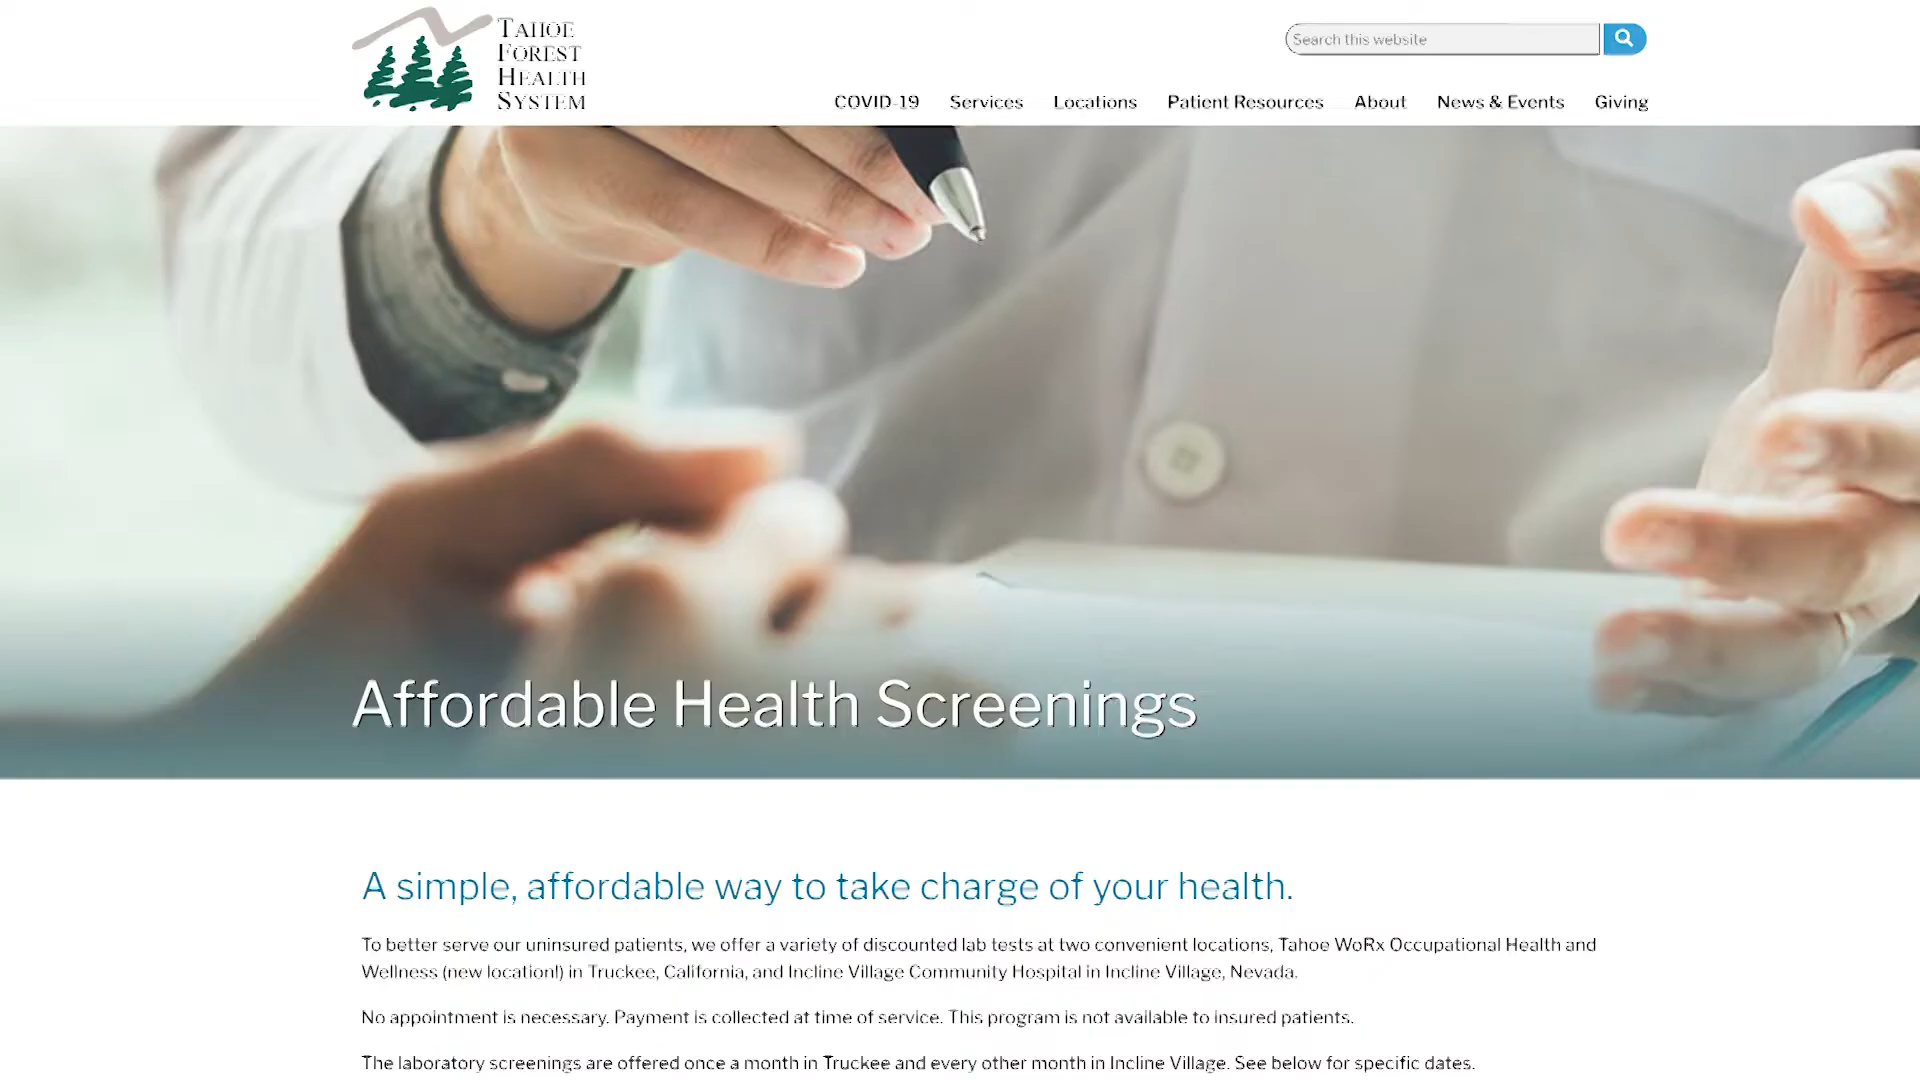 TAHOE
FOREST
HEALTH
SYSTEM
Search this website
COVID-19 Services Locations Patient Resources About News & Events Giving
Affordable Health Screenings
A simple, affordable way to take charge of your health.
To better serve our uninsured patients, we offer a variety of discounted lab tests at two convenient locations, Tahoe WoRx Occupational Health and
Wellness (new location!) in Truckee, California, and Incline Village Community Hospital in Incline Village, Nevada.
No appointment is necessary. Payment is collected at time of service. This program is not available to insured patients.
The laboratory screenings are offered once a month in Truckee and every other month in Incline Village. See below for specific dates.